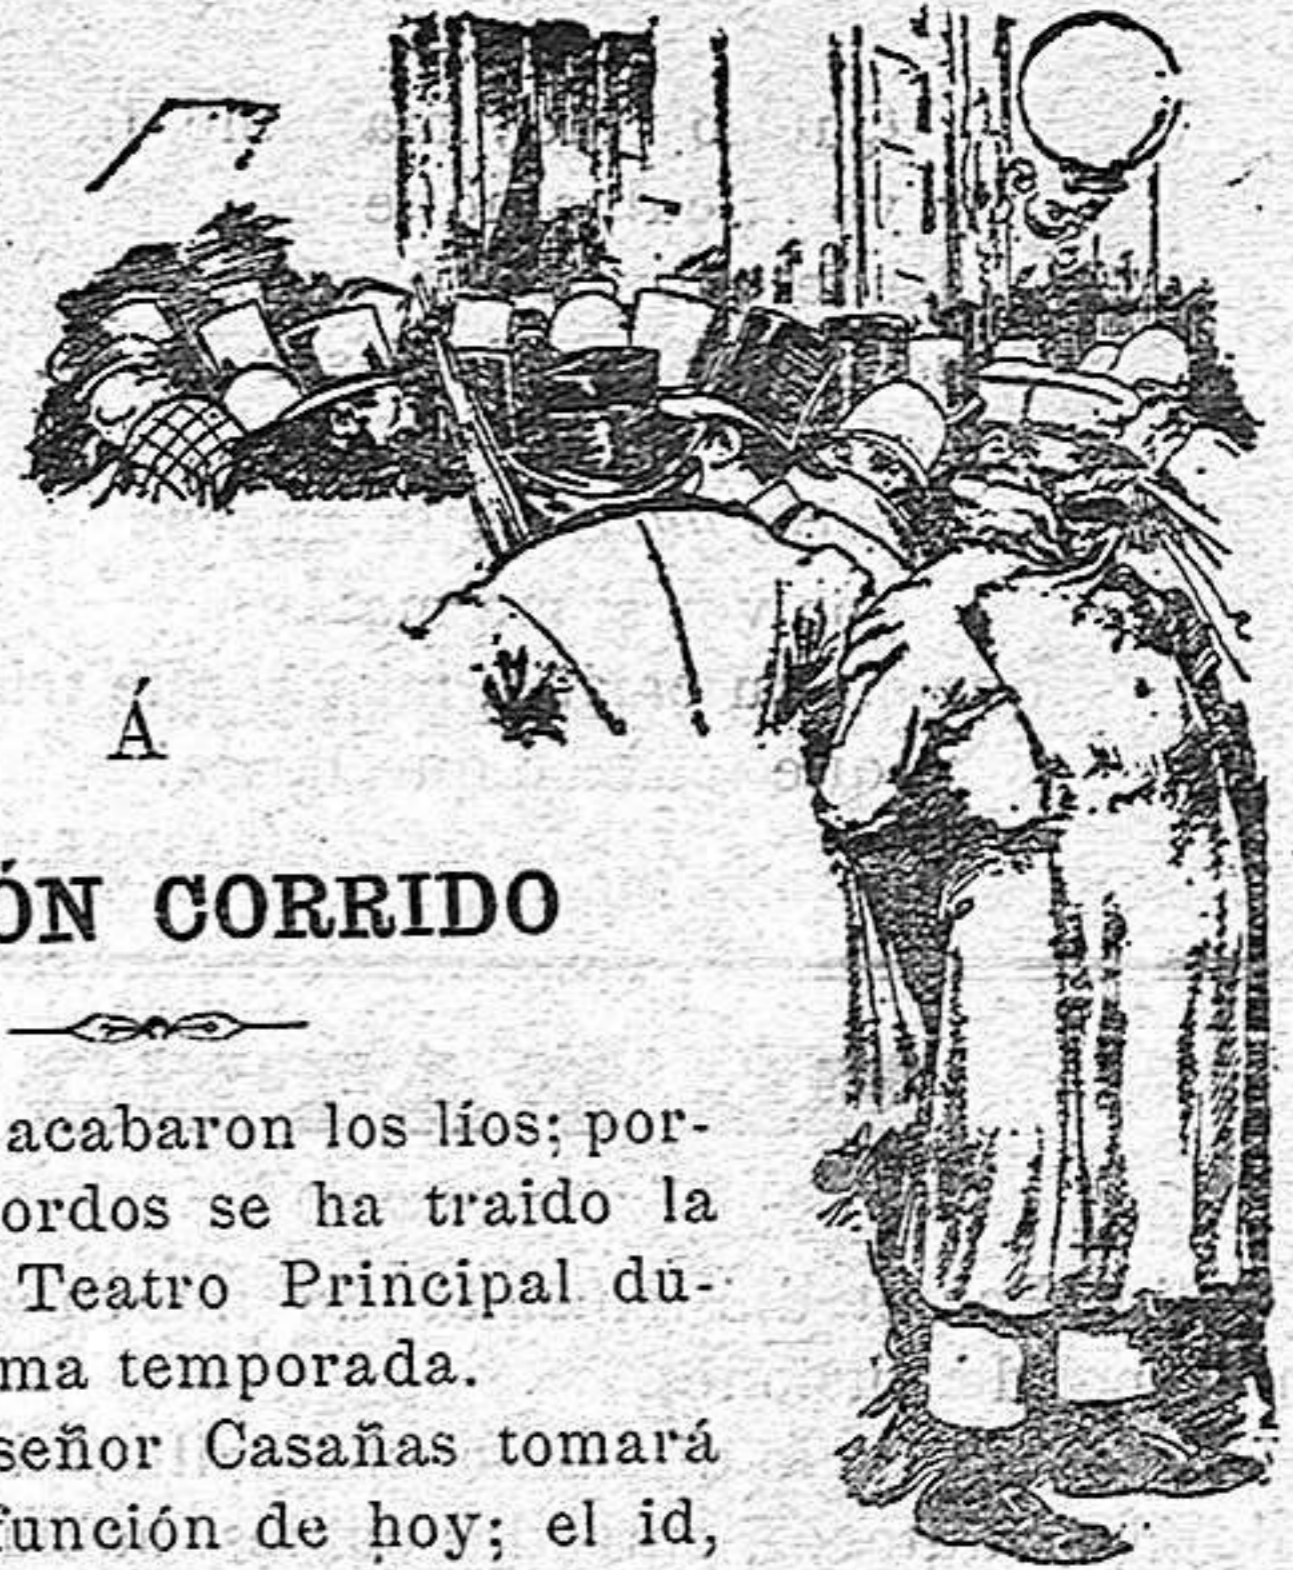 Á
ÓN CORRIDO
acabaron los líos; por-
ordos se ha traido la
Teatro Principal du-
ma temporada.
señor Casañas tomará
función de hoy; el id,